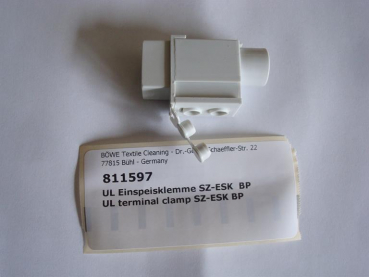 BÖWE Textile Cleaning - Dr.- Schaeffler-Str. 22
77815 Bühl - Germany
811597
UL Einspeisklemme SZ-ESK BP
UL terminal clamp SZ-ESK BP